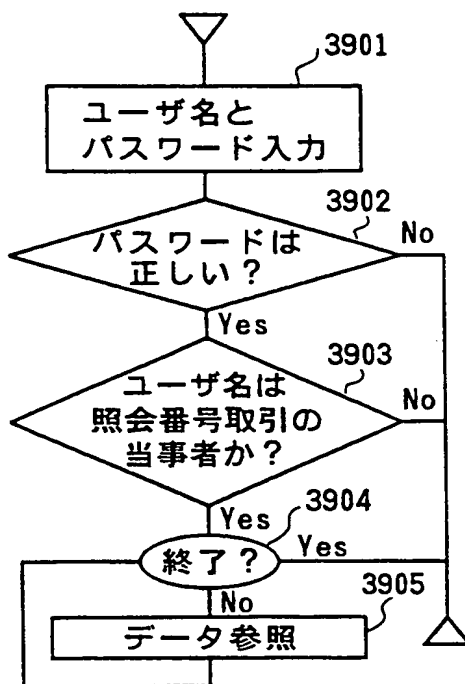 3901
ユーザ名と
パスワード入力
3902
パスワードは
正しい？
No
Yes
3903
ユーザ名は
照会番号取引の
当事者か？
No
Yes
3904
終了？
Yes
No
3905
データ参照